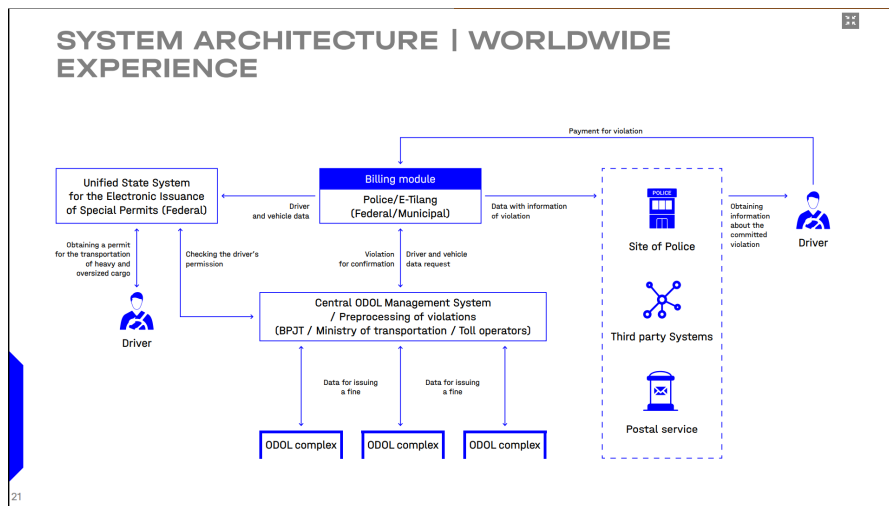 SYSTEM ARCHITECTURE | WORLDWIDE
EXPERIENCE
Payment for violation
Unified State System
for the Electronic Issuance
of Special Permits (Federal)
Driver
and vehicle data
Billing module
Police/E-Tilang
(Federal/Municipal)
Data with information
of violation
POLICE
Site of Police
Obtaining
information
about the
committed
violation
Driver
Obtaining a permit
for the transportation
of heavy and
oversized cargo
Checking the driver's
permission
Violation
for confirmation
Driver and vehicle
data request
Driver
Central ODOL Management System
/ Preprocessing of violations
(BPJT / Ministry of transportation / Toll operators)
Third party Systems
Data for issuing
a fine
Data for issuing
a fine
Postal service
ODOL complex
ODOL complex
ODOL complex
21